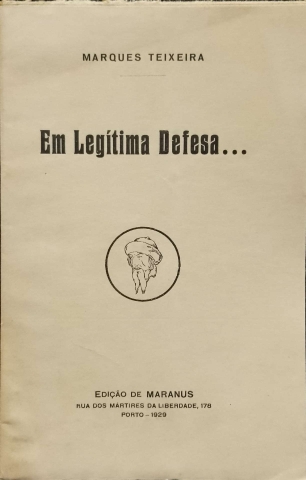 MARQUES TEIXEIRA
Em Legítima Defesa...
EDIÇÃO DE MARANUS
RUA DOS MARTIRES DA LIBERDADE, 178
PORTO - 1929